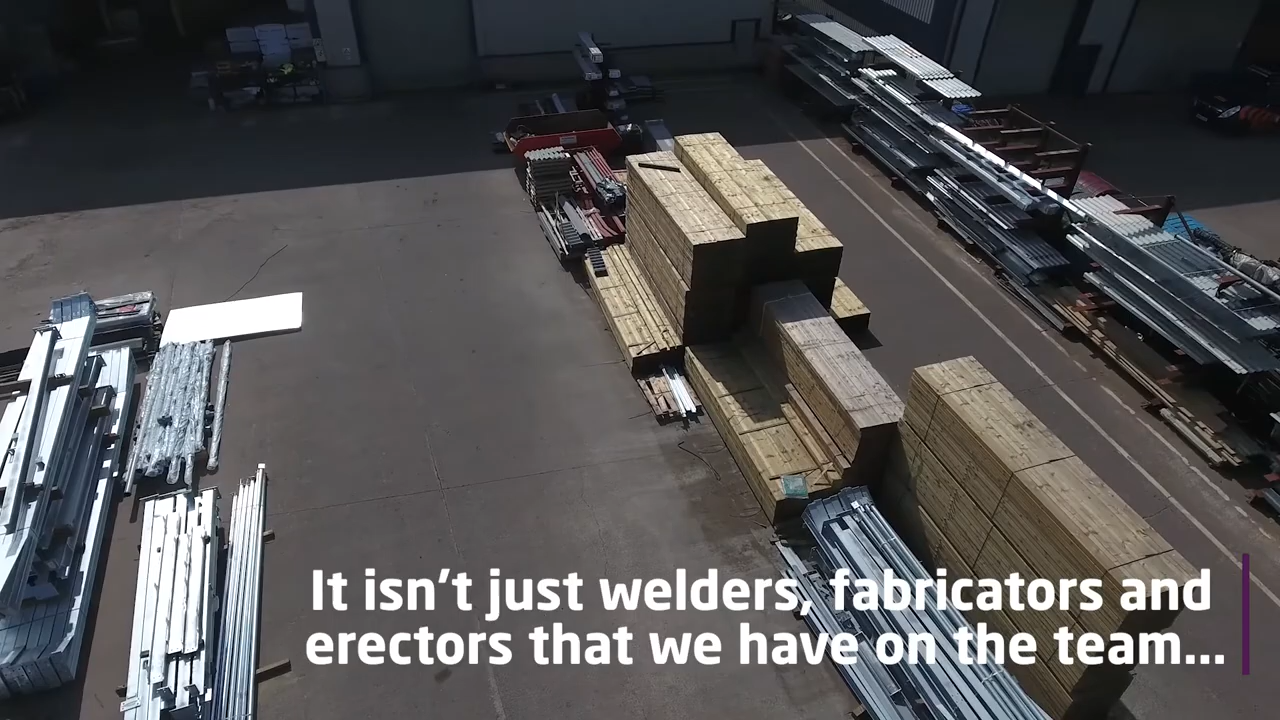 It isn’t just welders, fabricators and
erectors that we have on the team...